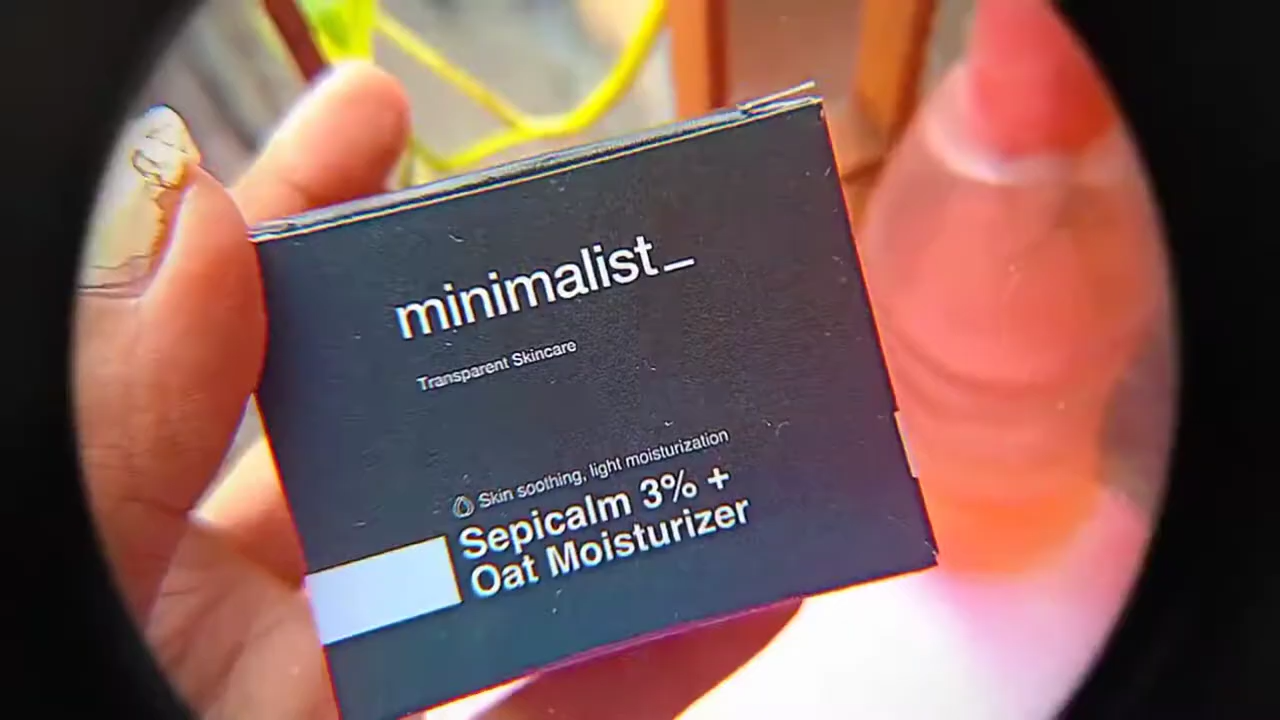 minimalist_
Transparent Skincare
Skin soothing, light moisturization
Sepicalm 3% +
Oat Moisturizer